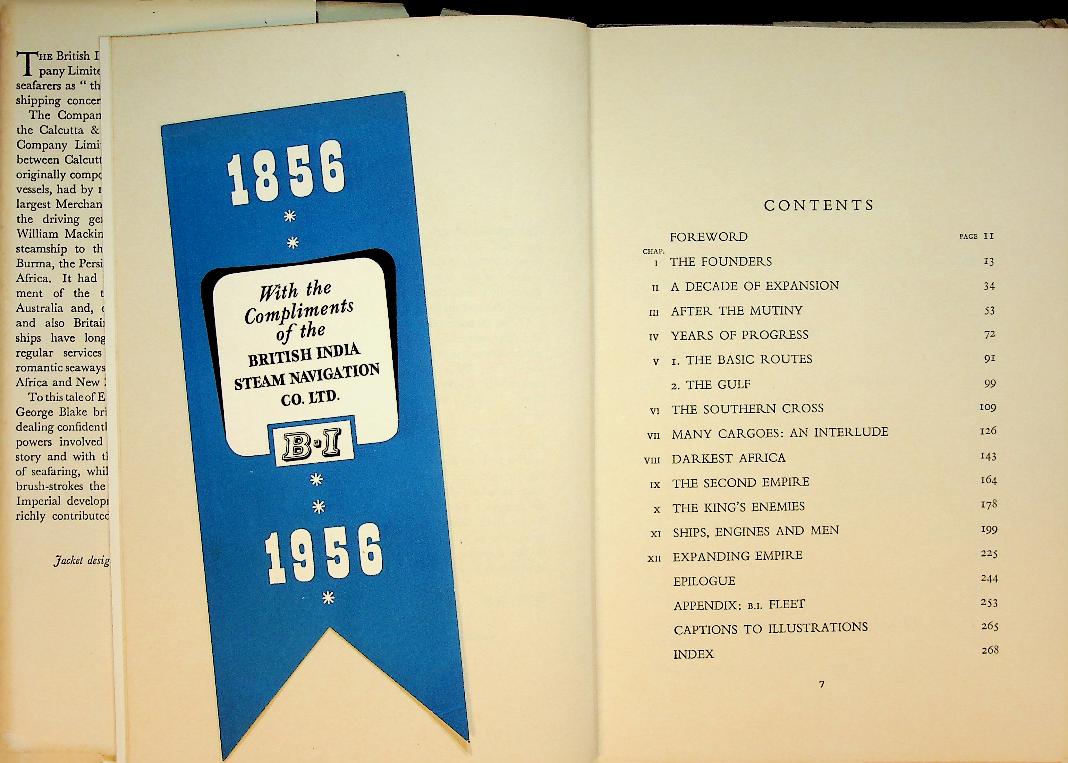 THE British
pany Limite
seafarers as " th
shipping concer
The Compan
the Calcutta &
Company Limi
between Calcutt
originally compo
vessels, had by
largest Merchan
the driving ge
William Mackin
steamship to th
Burma, the Persi
Africa. It had
ment of the
Australia and,
and also Britai
ships have long
regular services
romantic seaways
Africa and New
To this tale of E
George Blake bri
dealing confidentl
powers involved
story and with t
of seafaring, whil
brush-strokes the
Imperial develop
richly contributed
Jacket desig
1856
With the
Compliments
of the
BRITISH INDIA
STEAM NAVIGATION
CO. LTD.
B·I
1956
CONTENTS
FOREWORD PAGE 11
CHAP.
I THE FOUNDERS 13
II A DECADE OF EXPANSION 34
III AFTER THE MUTINY 53
IV YEARS OF PROGRESS 72
V 1. THE BASIC ROUTES 91
2. THE GULF 99
VI THE SOUTHERN CROSS 109
VII MANY CARGOES: AN INTERLUDE 126
VIII DARKEST AFRICA 143
IX THE SECOND EMPIRE 164
X THE KING'S ENEMIES 178
XI SHIPS, ENGINES AND MEN 199
XII EXPANDING EMPIRE 225
EPILOGUE 244
APPENDIX; B.I. FLEET 253
CAPTIONS TO ILLUSTRATIONS 265
INDEX 268
7